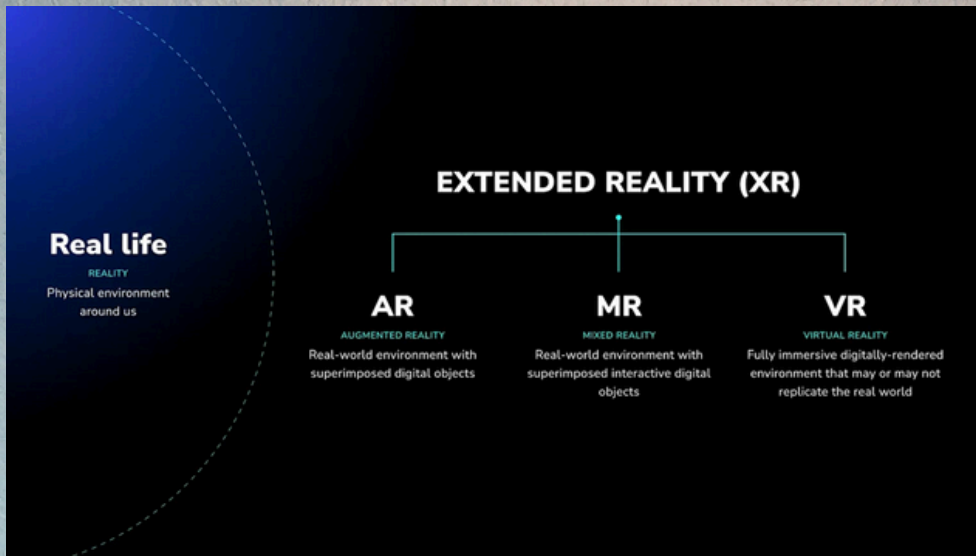 EXTENDED REALITY (XR)
Real life
REALITY
Physical environment
around us
AR
AUGMENTED REALITY
Real-world environment with
superimposed digital objects
MR
MIXED REALITY
Real-world environment with
superimposed interactive digital
objects
VR
VIRTUAL REALITY
Fully immersive digitally-rendered
environment that may or may not
replicate the real world